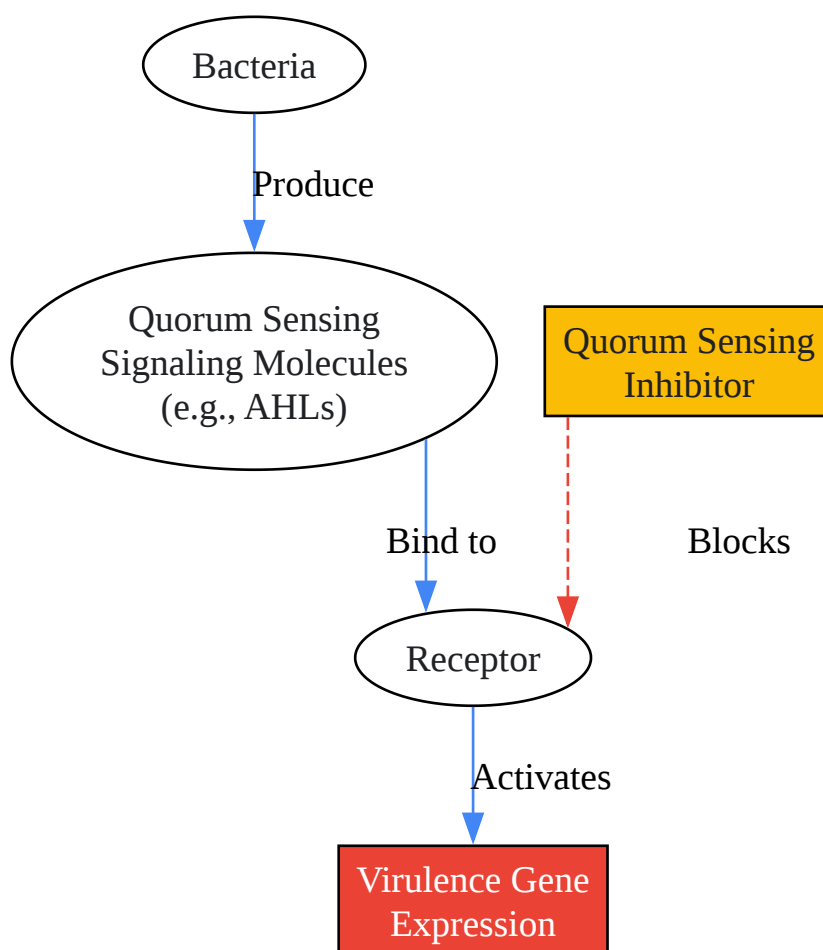 Bacteria
Produce
Quorum Sensing
Signaling Molecules
(e.g., AHLs)
Quorum Sensing
Inhibitor
Bind to
Blocks
Receptor
Activates
Virulence Gene
Expression